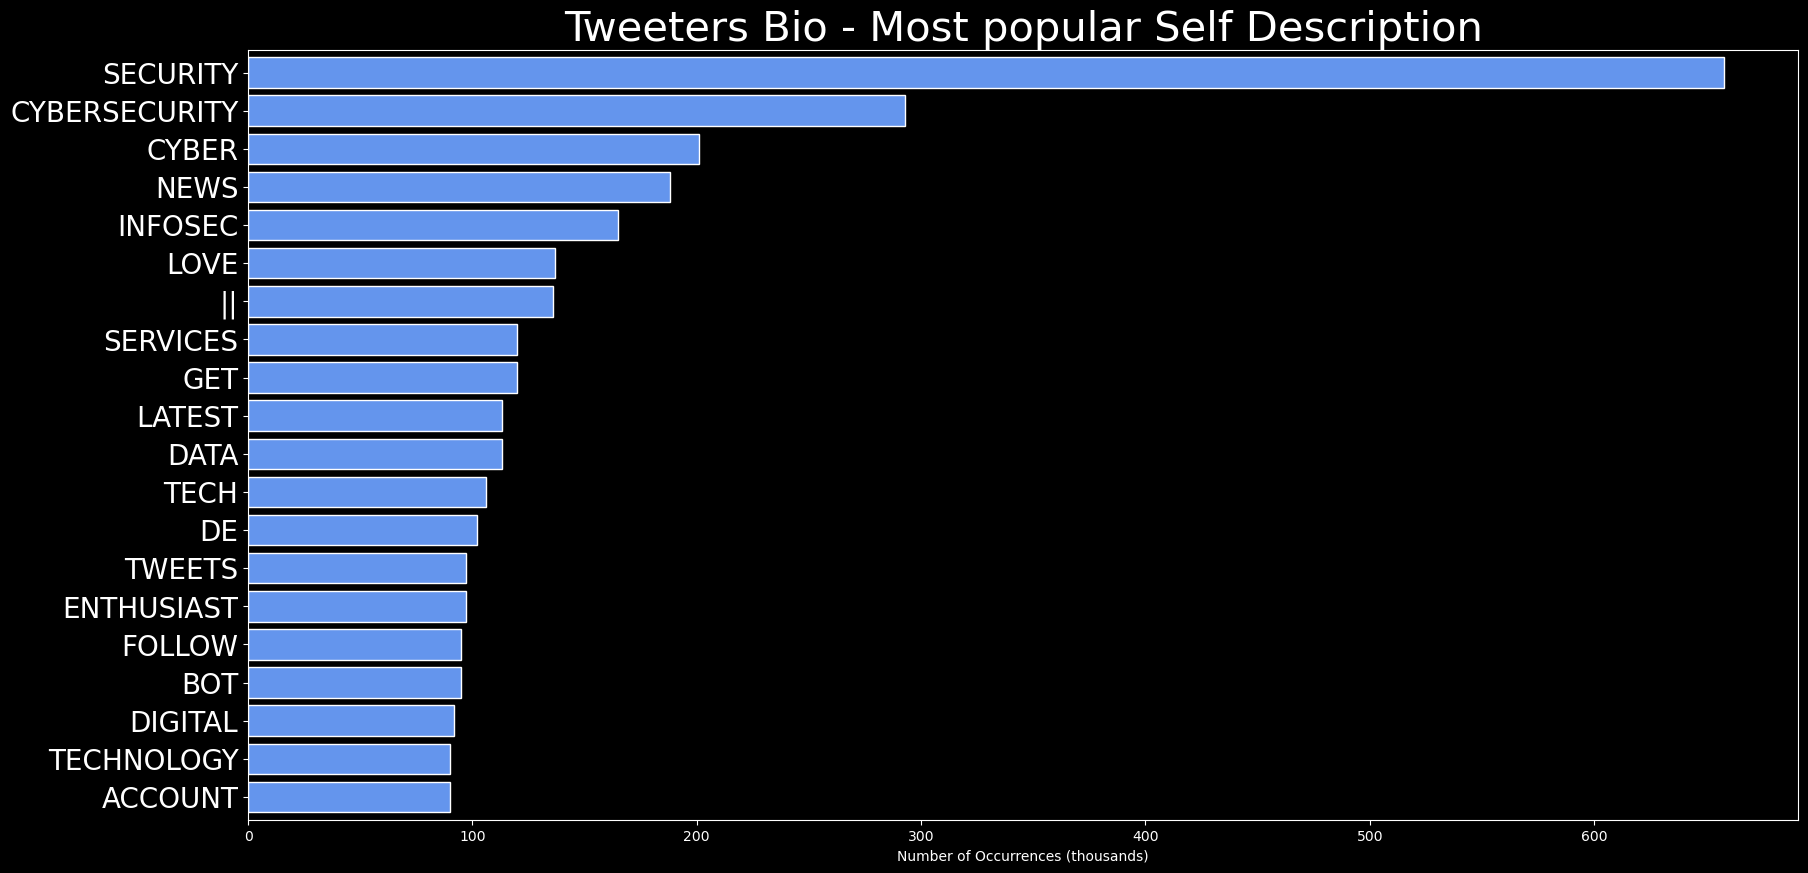 Tweeters Bio - Most popular Self Description
SECURITY
CYBERSECURITY
CYBER
NEWS
INFOSEC
LOVE
||
SERVICES
GET
LATEST
DATA
TECH
DE
TWEETS
ENTHUSIAST
FOLLOW
BOT
DIGITAL
TECHNOLOGY
ACCOUNT
0 100 200 300 400 500 600
Number of Occurrences (thousands)